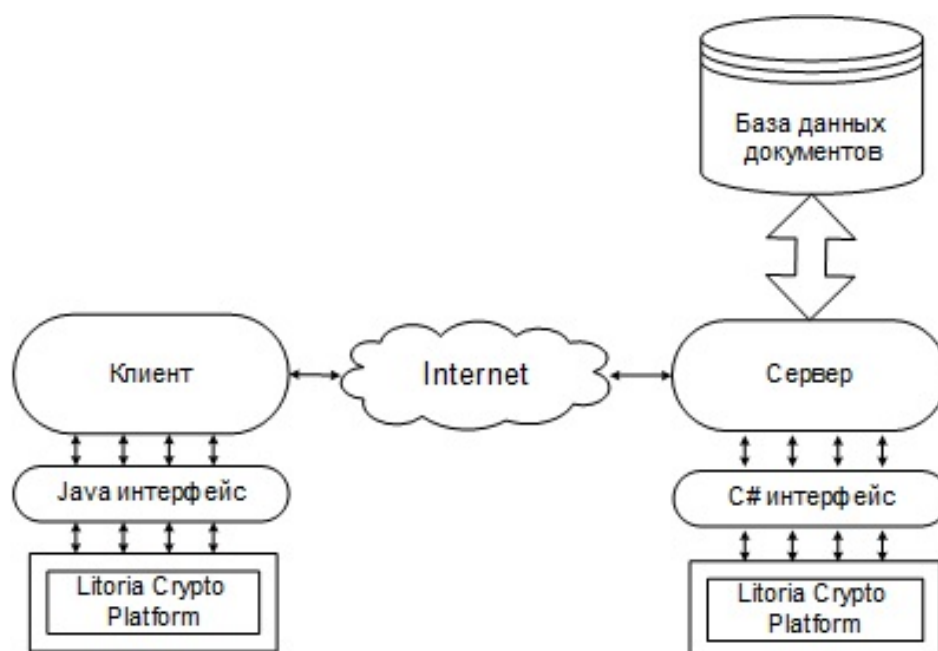 База данных
документов
Клиент
Internet
Сервер
Java интерфейс
C# интерфейс
Litoria Crypto
Platform
Litoria Crypto
Platform